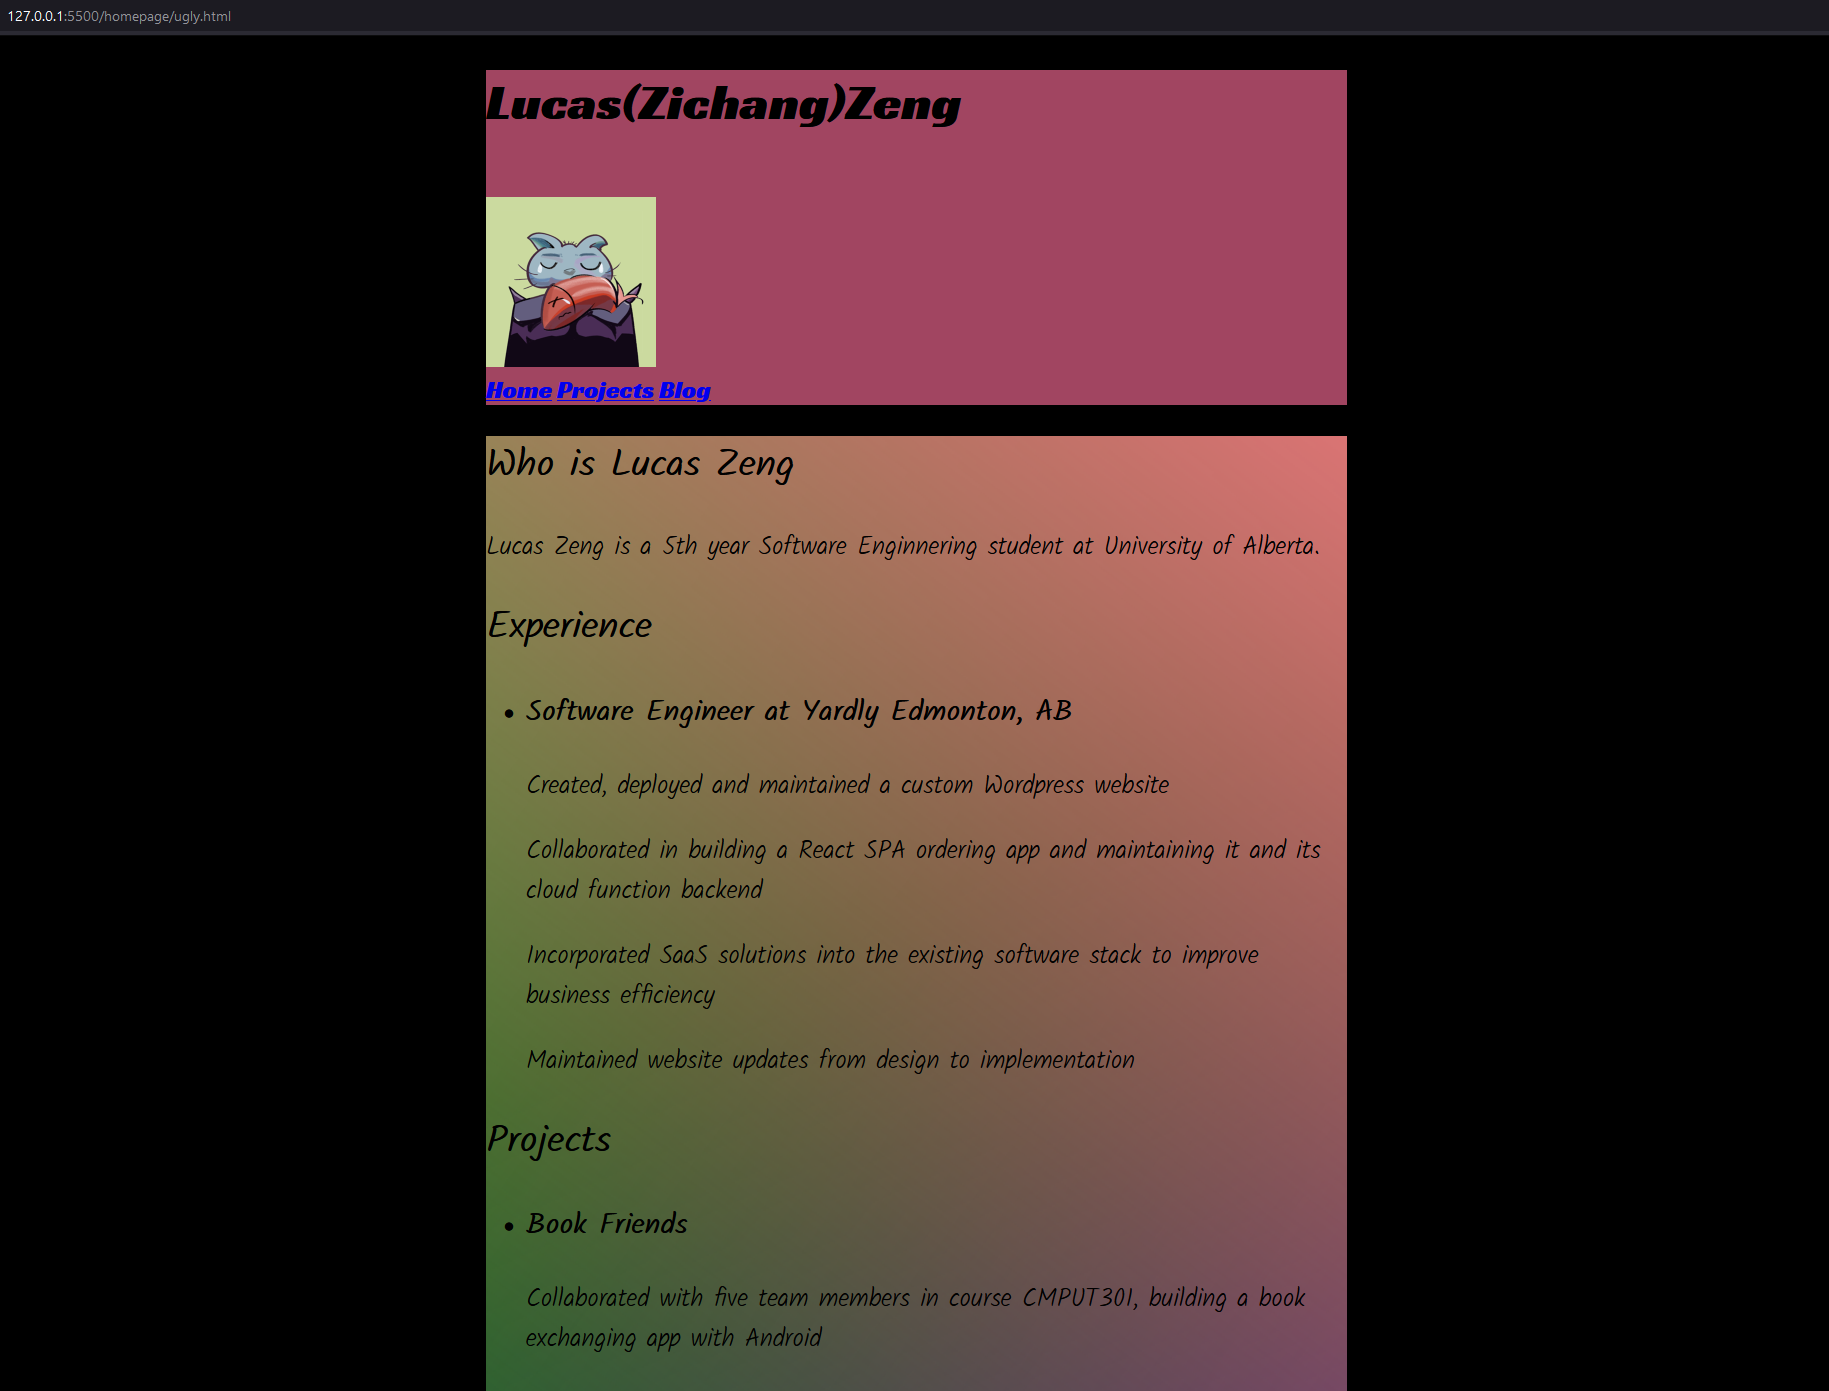 127.0.0.1:5500/homepage/ugly.html
Lucas(Zichang)Zeng
Home Projects Blog
Who is Lucas Zeng
Lucas Zeng is a 5th year Software Enginnering student at University of Alberta.
Experience
• Software Engineer at Yardly Edmonton, AB
Created, deployed and maintained a custom Wordpress website
Collaborated in building a React SPA ordering app and maintaining it and its
cloud function backend
Incorporated SaaS solutions into the existing software stack to improve
business efficiency
Maintained website updates from design to implementation
Projects
• Book Friends
Collaborated with five team members in course CMPUT301, building a book
exchanging app with Android